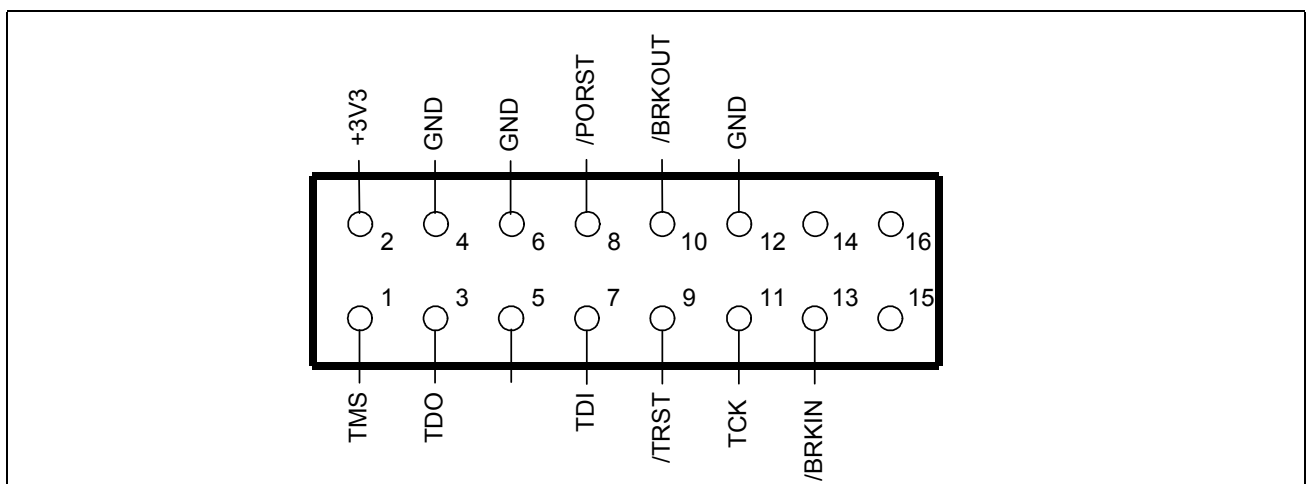 +3V3 GND GND /PORST /BRKOUT GND
2 4 6 8 10 12 14 16
1 3 5 7 9 11 13 15
TMS TDO TDI /TRST TCK /BRKIN